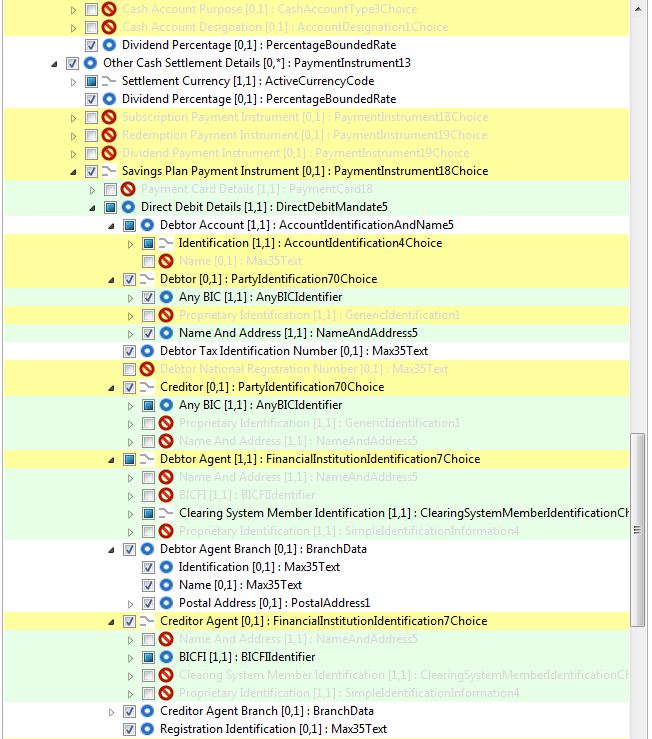 Cash Account Purpose [0,1] : CashAccountType3Choice
Cash Account Designation [0,1] : AccountDesignation1Choice
Dividend Percentage [0,1] : PercentageBoundedRate
Other Cash Settlement Details [0,*] : PaymentInstrument13
Settlement Currency [1,1] : ActiveCurrencyCode
Dividend Percentage [0,1] : PercentageBoundedRate
Subscription Payment Instrument [0,1] : PaymentInstrument18Choice
Redemption Payment Instrument [0,1] : PaymentInstrument19Choice
Dividend Payment Instrument [0,1] : PaymentInstrument19Choice
Savings Plan Payment Instrument [0,1] : PaymentInstrument18Choice
Payment Card Details [1,1] : PaymentCard18
Direct Debit Details [1,1] : DirectDebitMandate5
Debtor Account [1,1] : AccountIdentificationAndName5
Identification [1,1] : AccountIdentification4Choice
Name [0,1] : Max35Text
Debtor [0,1] : PartyIdentification70Choice
Any BIC [1,1] : AnyBICIdentifier
Proprietary Identification [1,1] : GenericIdentification1
Name And Address [1,1] : NameAndAddress5
Debtor Tax Identification Number [0,1] : Max35Text
Debtor National Registration Number [0,1] : Max35Text
Creditor [0,1] : PartyIdentification70Choice
Any BIC [1,1] : AnyBICIdentifier
Proprietary Identification [1,1] : GenericIdentification1
Name And Address [1,1] : NameAndAddress5
Debtor Agent [1,1] : FinancialInstitutionIdentification7Choice
Name And Address [1,1] : NameAndAddress5
BICFI [1,1] : BICFIIdentifier
Clearing System Member Identification [1,1] : ClearingSystemMemberIdentificationCh
Proprietary Identification [1,1] : SimpleIdentificationInformation4
Debtor Agent Branch [0,1] : BranchData
Identification [0,1] : Max35Text
Name [0,1] : Max35Text
Postal Address [0,1] : PostalAddress1
Creditor Agent [0,1] : FinancialInstitutionIdentification7Choice
Name And Address [1,1] : NameAndAddress5
BICFI [1,1] : BICFIIdentifier
Clearing System Member Identification [1,1] : ClearingSystemMemberIdentificationCh
Proprietary Identification [1,1] : SimpleIdentificationInformation4
Creditor Agent Branch [0,1] : BranchData
Registration Identification [0,1] : Max35Text